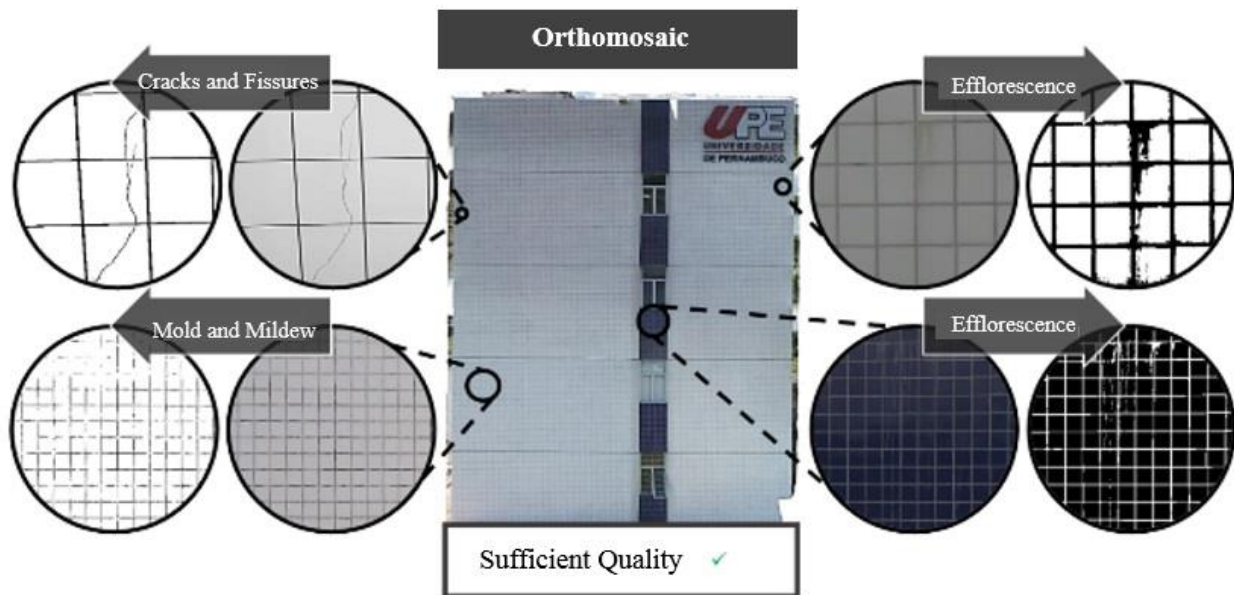 Orthomosaic
Cracks and Fissures
Efflorescence
UPE
UNIVERSIDADE
DE PERNAMBUCO
Mold and Mildew
Efflorescence
Sufficient Quality ✓